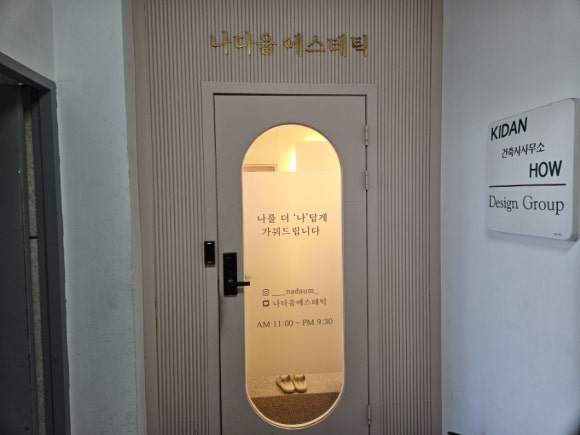 나다움 에스테틱
나를 더 '나'답게
가꿔드립니다
___nadaum_
나다움에스테틱
AM 11:00 ~ PM 9:30
KIDAN
건축사사무소
HOW
Design Group